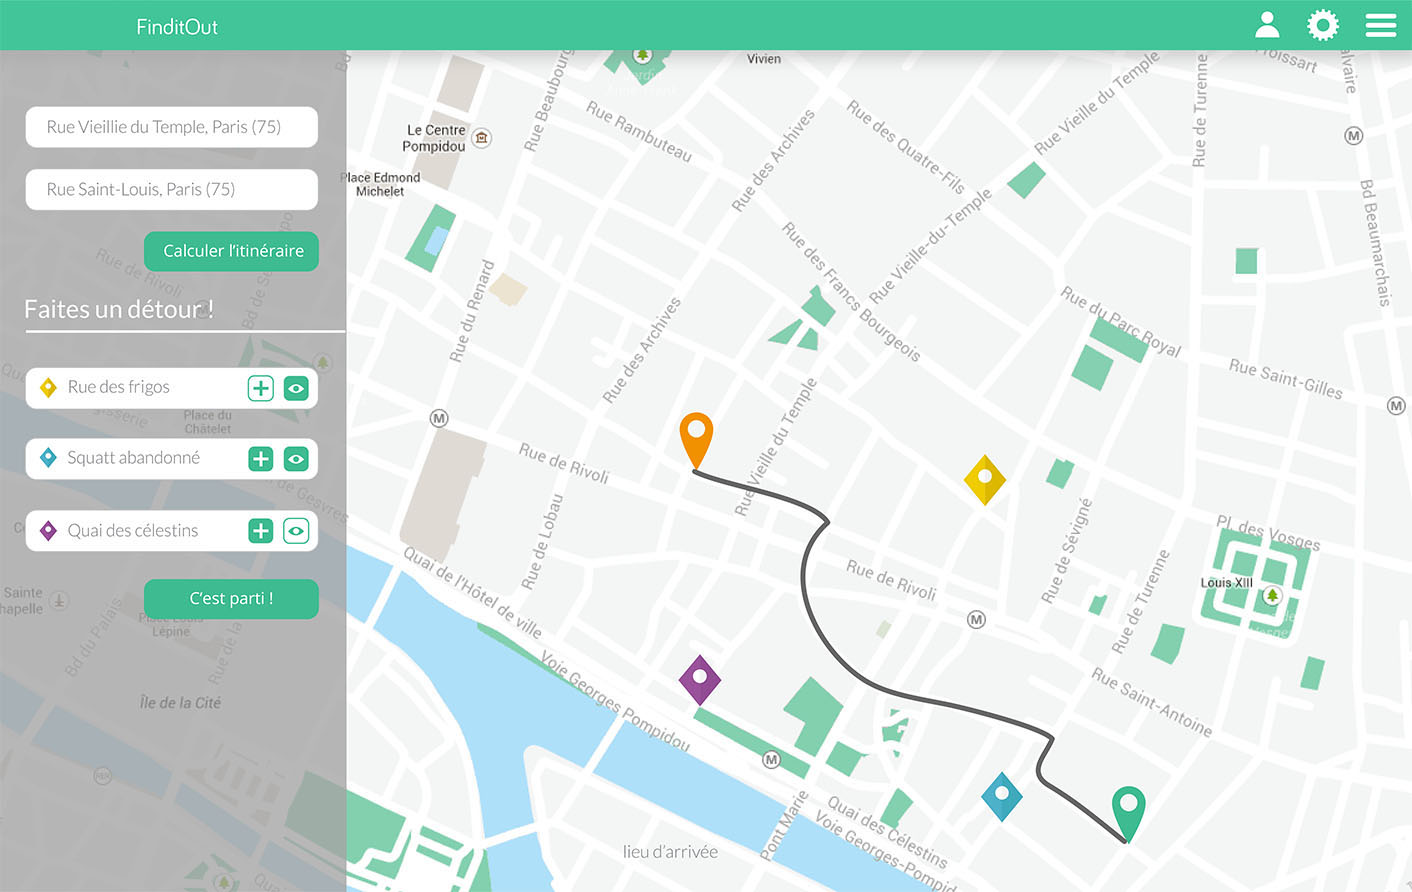 FinditOut
Rue Vieillie du Temple, Paris (75)
Rue Saint-Louis, Paris (75)
Calculer l'itinéraire
Faites un détour !
Rue des frigos
Squatt abandonné
Quai des célestins
C'est parti !
Rue de Rivoli
Place du
Châtelet
Sainte
Bd du Palais
Lépine
Île de la Cité
Vivien
Le Centre
Pompidou
Place Edmond
Michelet
Rue Beaubourg
Rue Rambuteau
Rue des Archives
Rue des Quatre-Fils
Rue Vieille du Temple
Rue de Turenne
M
Bd Beaumarchais
Rue du Renard
Rue des Archives
Rue des Francs Bourgeois
Rue Vieille-du-Temple
Rue du Parc Royal
Rue Saint-Gilles
M
M
Rue de Rivoli
Rue Vieille du Temple
Rue de Lobau
Rue de Rivoli
M
Rue de Sévigné
Rue de Turenne
Pl. des Vosges
Louis XIII
Quai de l'Hôtel de ville
Voie Georges Pompidou
Rue Saint-Antoine
M
Pont Marie
Quai des Célestins
Voie Georges-Pompid
lieu d'arrivée